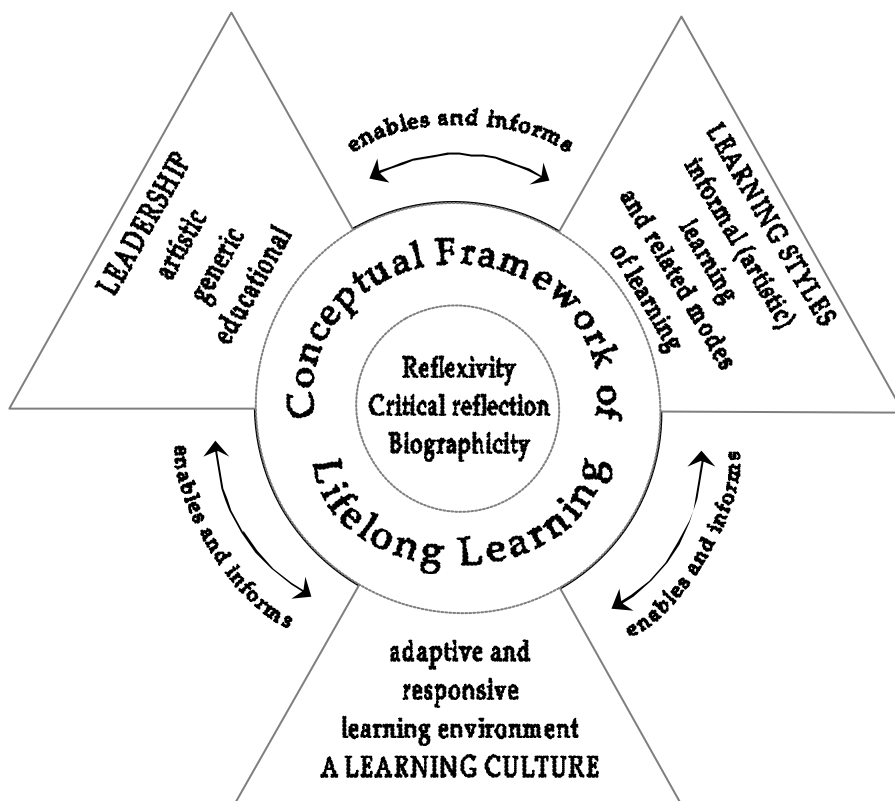 enables and informs
LEADERSHIP
artistic
generic
educational
LEARNING STYLES
informal (artistic)
learning
and related modes
of learning
Conceptual Framework of
Lifelong Learning
Reflexivity
Critical reflection
Biographicity
enables and informs
enables and informs
adaptive and
responsive
learning environment
A LEARNING CULTURE